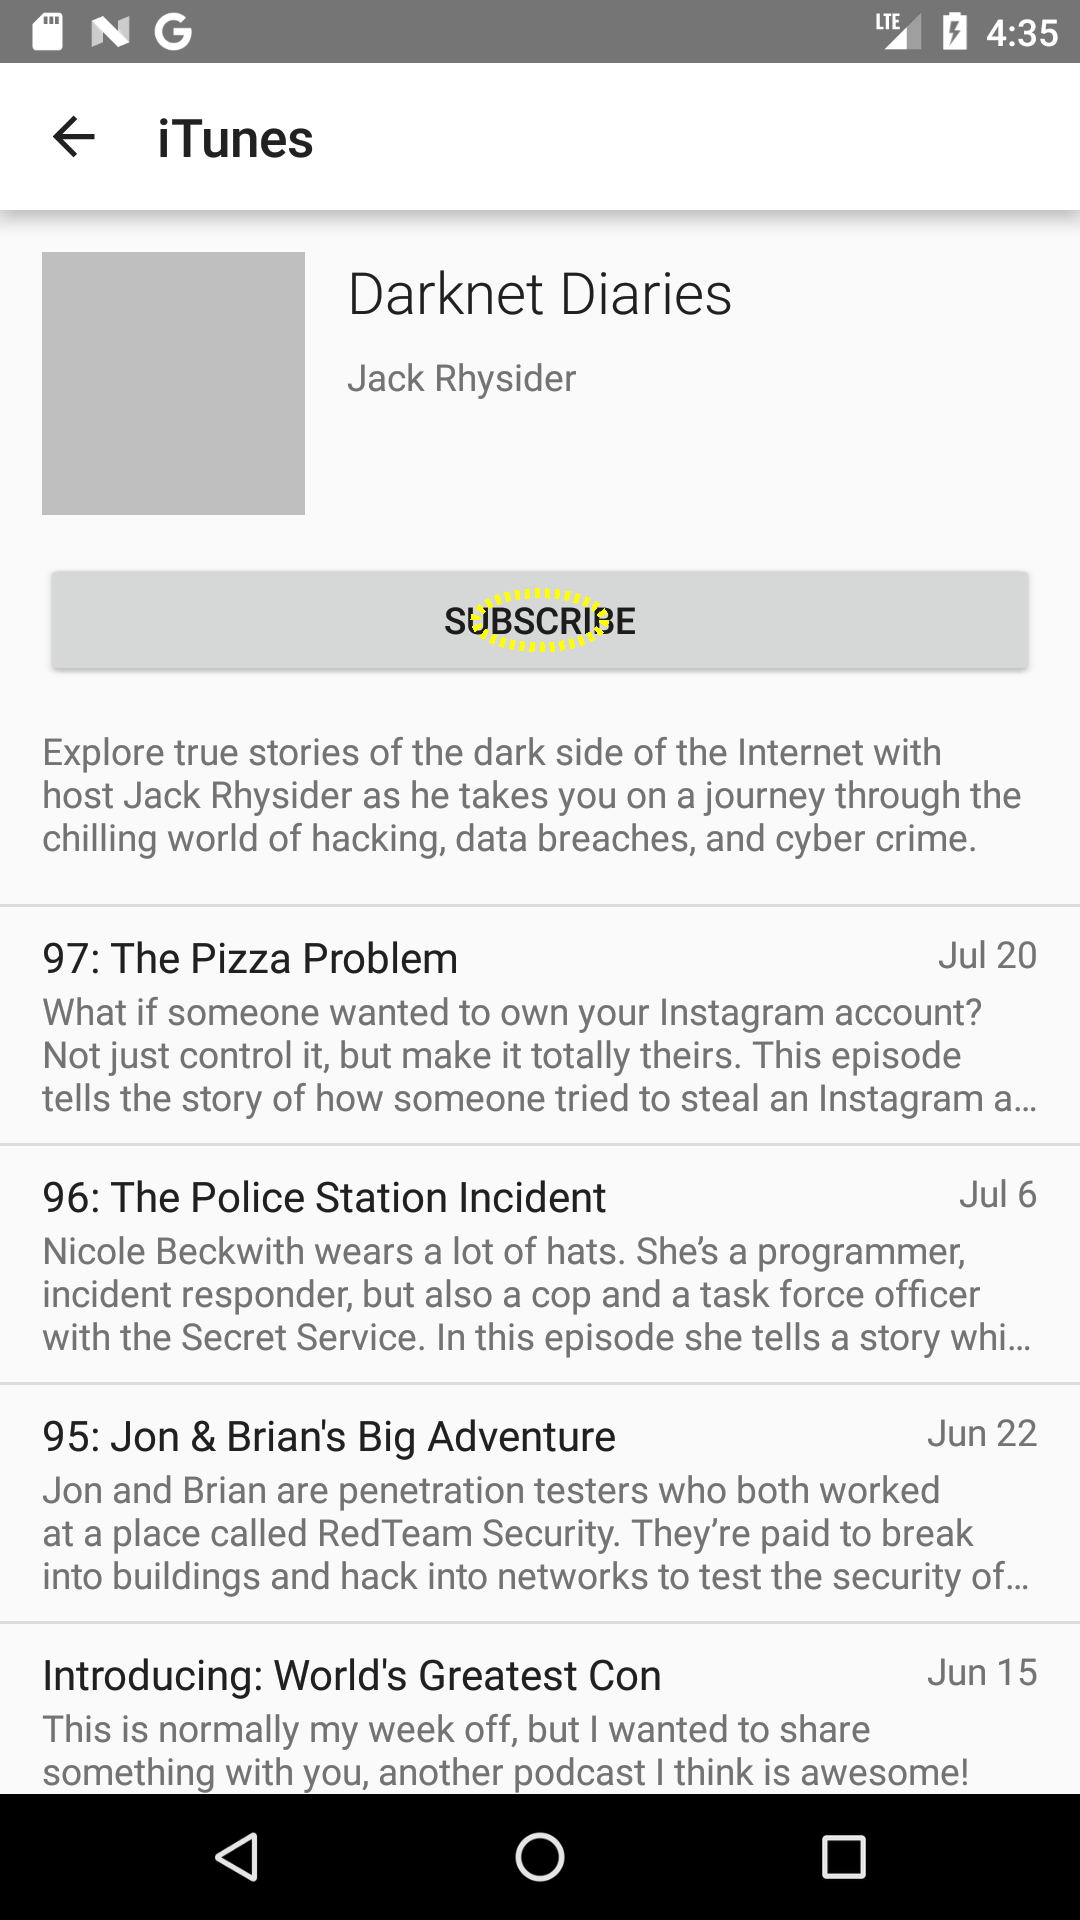 LTE 4:35
iTunes
Darknet Diaries
Jack Rhysider
SUBSCRIBE
Explore true stories of the dark side of the Internet with
host Jack Rhysider as he takes you on a journey through the
chilling world of hacking, data breaches, and cyber crime.
97: The Pizza Problem Jul 20
What if someone wanted to own your Instagram account?
Not just control it, but make it totally theirs. This episode
tells the story of how someone tried to steal an Instagram a…
96: The Police Station Incident Jul 6
Nicole Beckwith wears a lot of hats. She’s a programmer,
incident responder, but also a cop and a task force officer
with the Secret Service. In this episode she tells a story whi…
95: Jon & Brian's Big Adventure Jun 22
Jon and Brian are penetration testers who both worked
at a place called RedTeam Security. They’re paid to break
into buildings and hack into networks to test the security of…
Introducing: World's Greatest Con Jun 15
This is normally my week off, but I wanted to share
something with you, another podcast I think is awesome!